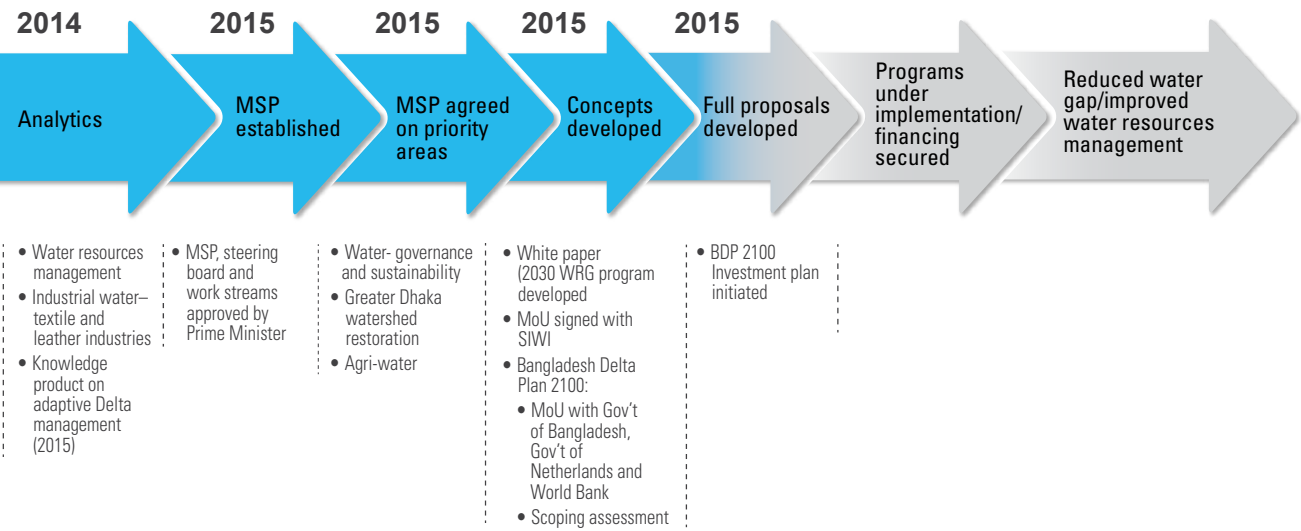 2014
2015
2015
2015
2015
Analytics
MSP
established
MSP agreed
on priority
areas
Concepts
developed
Full proposals
developed
Programs
under
implementation/
financing
secured
Reduced water
gap/improved
water resources
management
• Water resources
management
• Industrial water–
textile and
leather industries
• Knowledge
product on
adaptive Delta
management
(2015)
• MSP, steering
board and
work streams
approved by
Prime Minister
• Water- governance
and sustainability
• Greater Dhaka
watershed
restoration
• Agri-water
• White paper
(2030 WRG program
developed
• MoU signed with
SIWI
• Bangladesh Delta
Plan 2100:
• MoU with Gov't
of Bangladesh,
Gov't of
Netherlands and
World Bank
• Scoping assessment
• BDP 2100
Investment plan
initiated